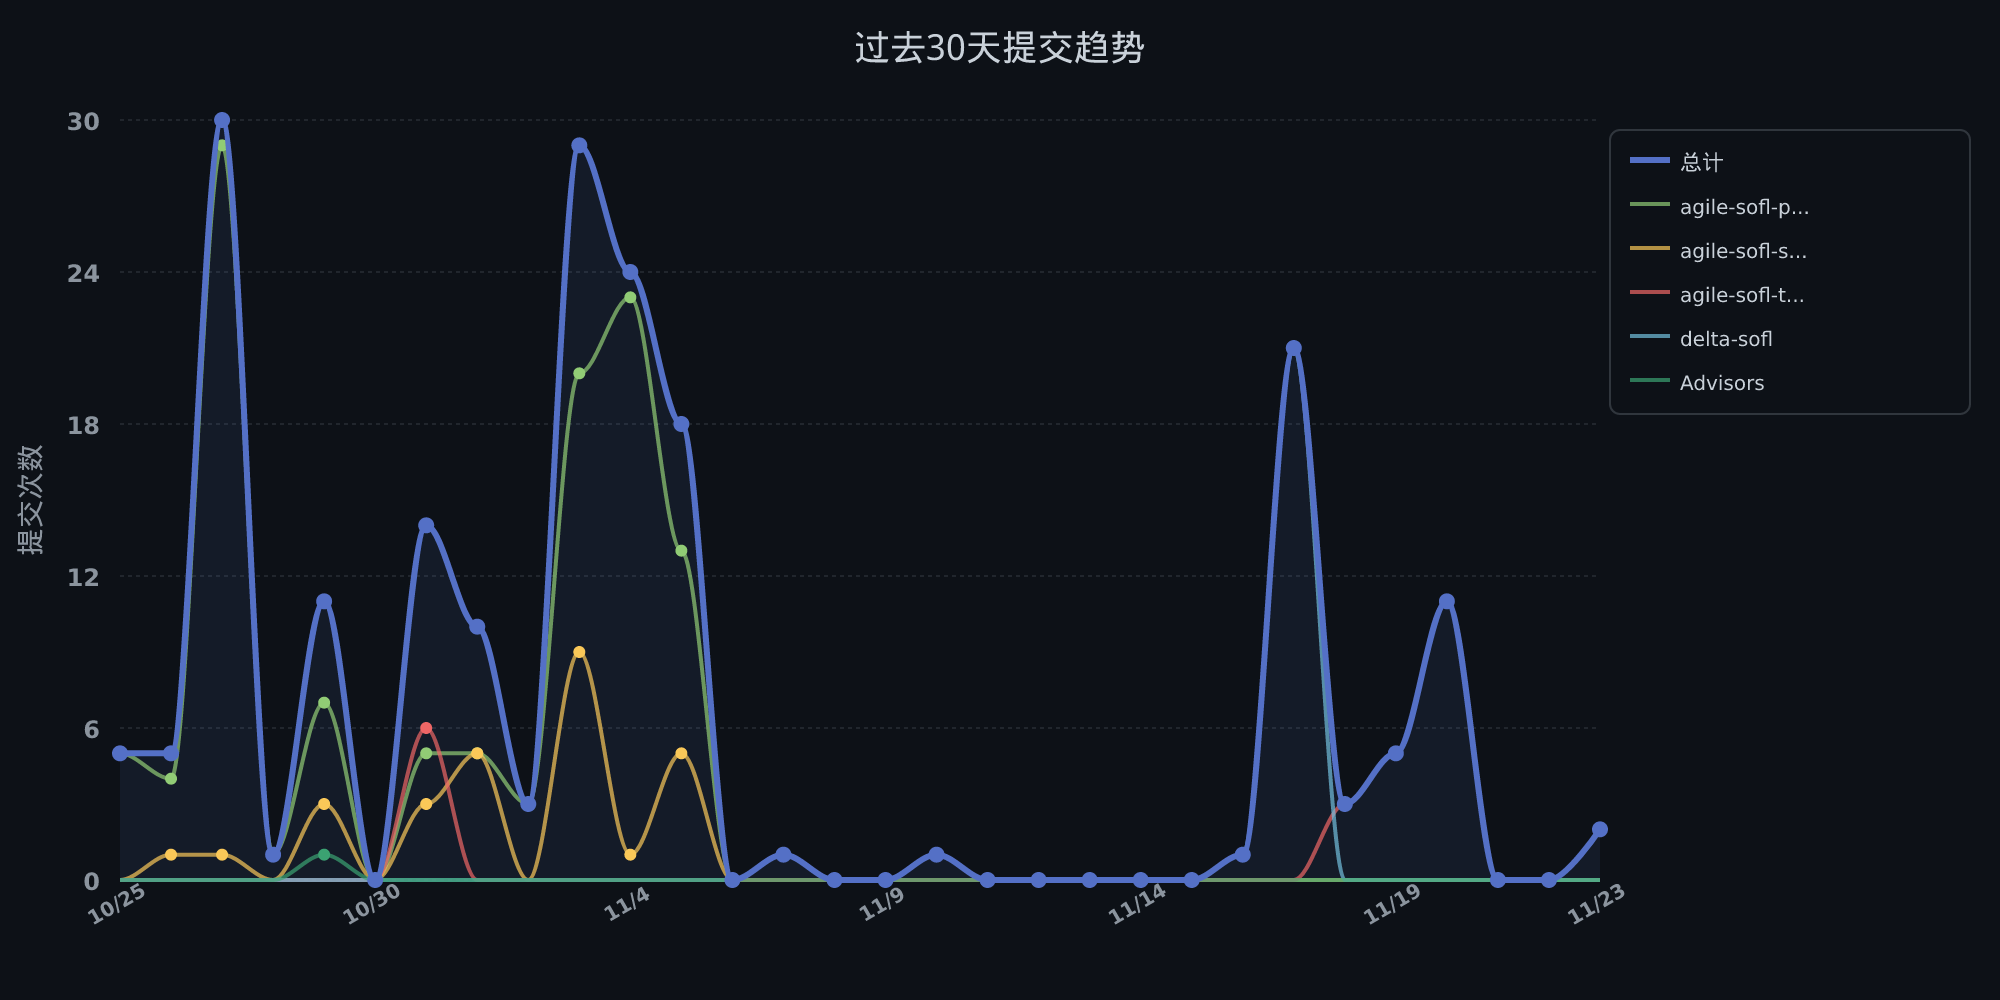 过去30天提交趋势
30
24
18
12
6
0
提交次数
10/25
10/30
11/4
11/9
11/14
11/19
11/23
总计
agile-sofl-p...
agile-sofl-s...
agile-sofl-t...
delta-sofl
Advisors